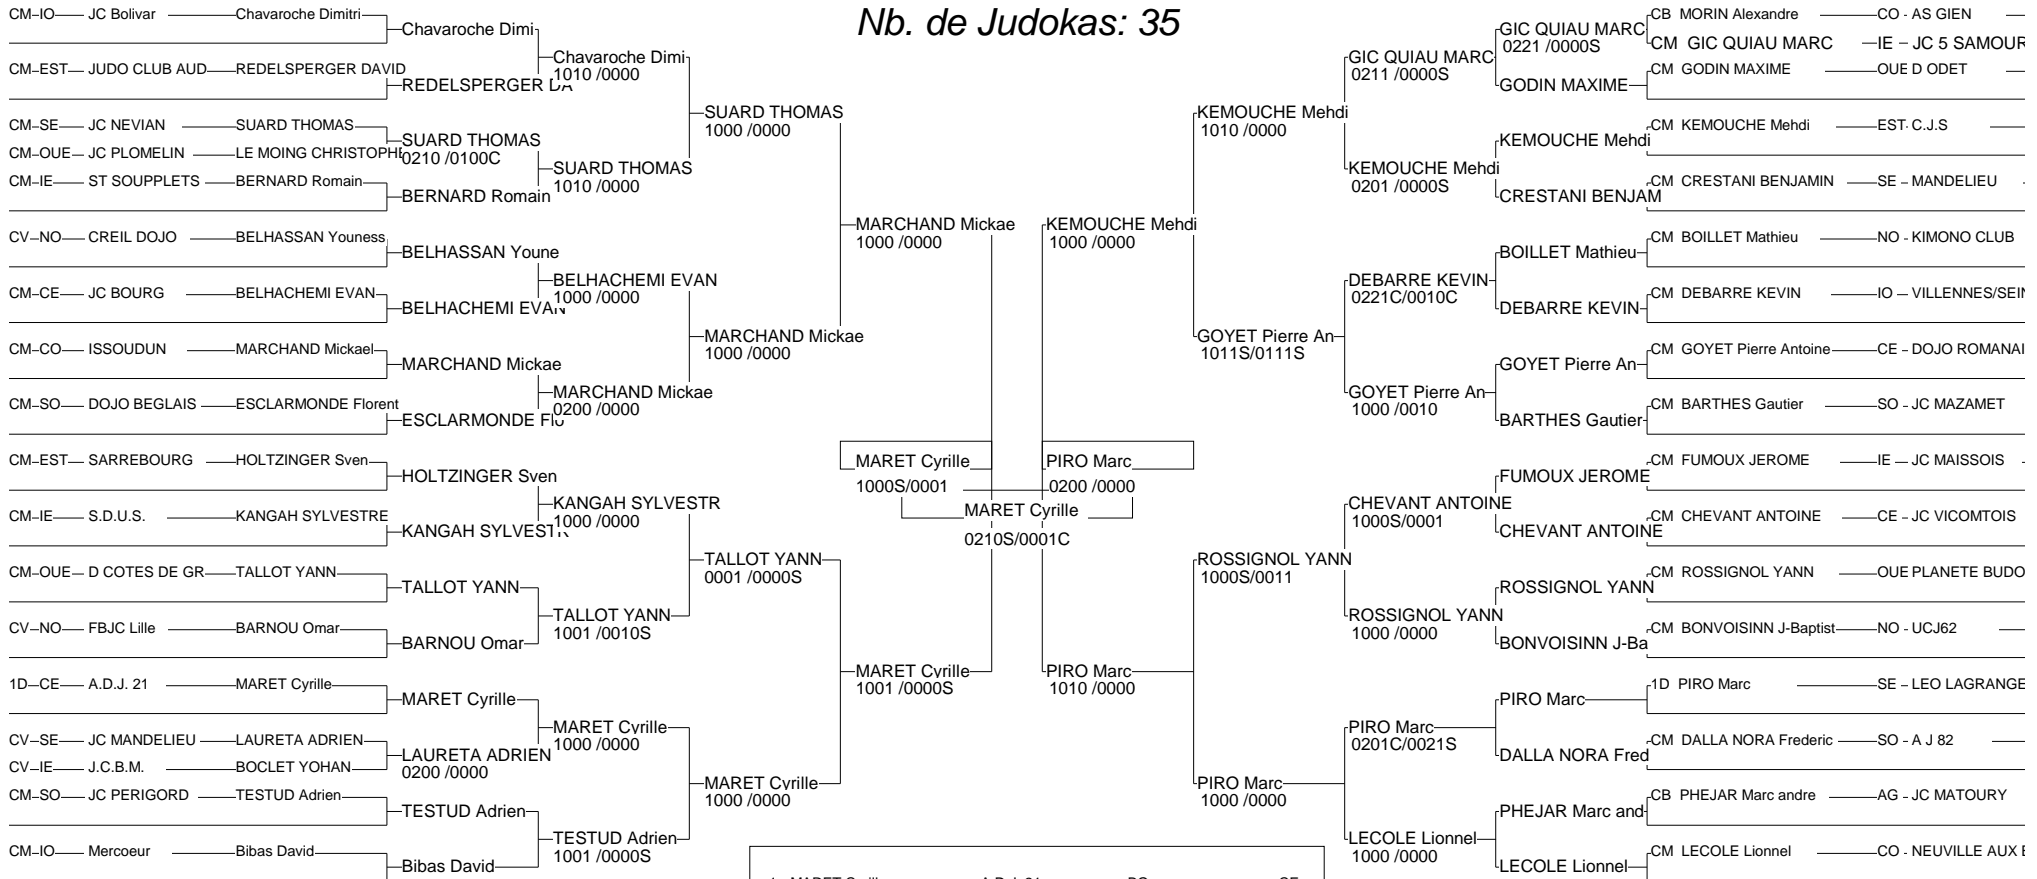 Nb. de Judokas: 35
CM-IO JC Bolivar Chavaroche Dimitri
CM-EST JUDO CLUB AUD REDELSPERGER DAVID
CM-SE JC NEVIAN SUARD THOMAS
CM-OUE JC PLOMELIN LE MOING CHRISTOPHE
CM-IE ST SOUPPLETS BERNARD Romain
CV-NO CREIL DOJO BELHASSAN Youness
CM-CE JC BOURG BELHACHEMI EVAN
CM-CO ISSOUDUN MARCHAND Mickael
CM-SO DOJO BEGLAIS ESCLARMONDE Florent
CM-EST SARREBOURG HOLTZINGER Sven
CM-IE S.D.U.S. KANGAH SYLVESTRE
CM-OUE D COTES DE GR TALLOT YANN
CV-NO FBJC Lille BARNOU Omar
1D-CE A.D.J. 21 MARET Cyrille
CV-SE JC MANDELIEU LAURETA ADRIEN
CV-IE J.C.B.M. BOCLET YOHAN
CM-SO JC PERIGORD TESTUD Adrien
CM-IO Mercoeur Bibas David
Chavaroche Dimi
REDELSPERGER DA
SUARD THOMAS
0210 /0100C
BERNARD Romain
BELHASSAN Youne
BELHACHEMI EVAN
MARCHAND Mickae
ESCLARMONDE Flo
HOLTZINGER Sven
KANGAH SYLVESTR
TALLOT YANN
BARNOU Omar
MARET Cyrille
LAURETA ADRIEN
0200 /0000
TESTUD Adrien
Bibas David
Chavaroche Dimi
1010 /0000
SUARD THOMAS
1010 /0000
BELHACHEMI EVAN
1000 /0000
MARCHAND Mickae
0200 /0000
KANGAH SYLVESTR
1000 /0000
TALLOT YANN
1001 /0010S
MARET Cyrille
1000 /0000
TESTUD Adrien
1001 /0000S
SUARD THOMAS
1000 /0000
MARCHAND Mickae
1000 /0000
TALLOT YANN
0001 /0000S
MARET Cyrille
1000 /0000
MARCHAND Mickae
1000 /0000
MARET Cyrille
1001 /0000S
MARET Cyrille
1000S/0001
PIRO Marc
0200 /0000
MARET Cyrille
0210S/0001C
KEMOUCHE Mehdi
1000 /0000
PIRO Marc
1010 /0000
KEMOUCHE Mehdi
1010 /0000
GOYET Pierre An
1011S/0111S
ROSSIGNOL YANN
1000S/0011
PIRO Marc
1000 /0000
GIC QUIAU MARC
0211 /0000S
KEMOUCHE Mehdi
0201 /0000S
DEBARRE KEVIN
0221C/0010C
GOYET Pierre An
1000 /0010
CHEVANT ANTOINE
1000S/0001
ROSSIGNOL YANN
1000 /0000
PIRO Marc
0201C/0021S
LECOLE Lionnel
1000 /0000
GIC QUIAU MARC
0221 /0000S
GODIN MAXIME
KEMOUCHE Mehdi
CRESTANI BENJAM
BOILLET Mathieu
DEBARRE KEVIN
GOYET Pierre An
BARTHES Gautier
FUMOUX JEROME
CHEVANT ANTOINE
ROSSIGNOL YANN
BONVOISINN J-Ba
PIRO Marc
DALLA NORA Fred
PHEJAR Marc and
LECOLE Lionnel
CB MORIN Alexandre CO - AS GIEN
CM GIC QUIAU MARC IE - JC 5 SAMOUR
CM GODIN MAXIME OUE D ODET
CM KEMOUCHE Mehdi EST- C.J.S
CM CRESTANI BENJAMIN SE - MANDELIEU
CM BOILLET Mathieu NO - KIMONO CLUB
CM DEBARRE KEVIN IO - VILLENNES/SEIN
CM GOYET Pierre Antoine CE - DOJO ROMANAI
CM BARTHES Gautier SO - JC MAZAMET
CM FUMOUX JEROME IE - JC MAISSOIS
CM CHEVANT ANTOINE CE - JC VICOMTOIS
CM ROSSIGNOL YANN OUE PLANETE BUDO
CM BONVOISINN J-Baptist NO - UCJ62
1D PIRO Marc SE - LEO LAGRANGE
CM DALLA NORA Frederic SO - A J 82
CB PHEJAR Marc andre AG - JC MATOURY
CM LECOLE Lionnel CO - NEUVILLE AUX